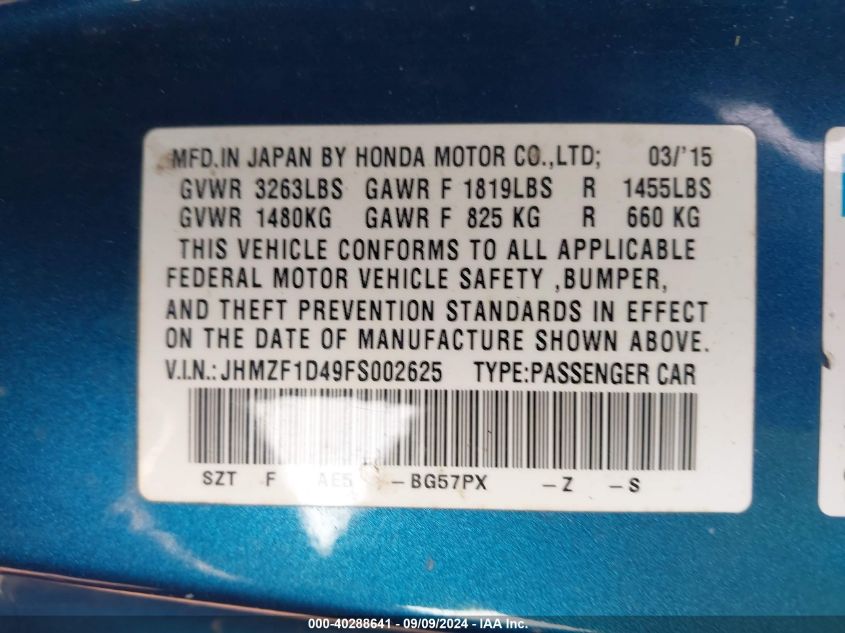 MFD.IN JAPAN BY HONDA MOTOR CO.,LTD; 03/'15
GVWR 3263LBS GAWR F 1819LBS R 1455LBS
GVWR 1480KG GAWR F 825 KG R 660 KG
THIS VEHICLE CONFORMS TO ALL APPLICABLE
FEDERAL MOTOR VEHICLE SAFETY ,BUMPER,
AND THEFT PREVENTION STANDARDS IN EFFECT
ON THE DATE OF MANUFACTURE SHOWN ABOVE.
V.I.N.: JHMZF1D49FS002625 TYPE:PASSENGER CAR
SZT F AE5 -BG57PX -Z -S
000-40288641 - 09/09/2024 - IAA Inc.